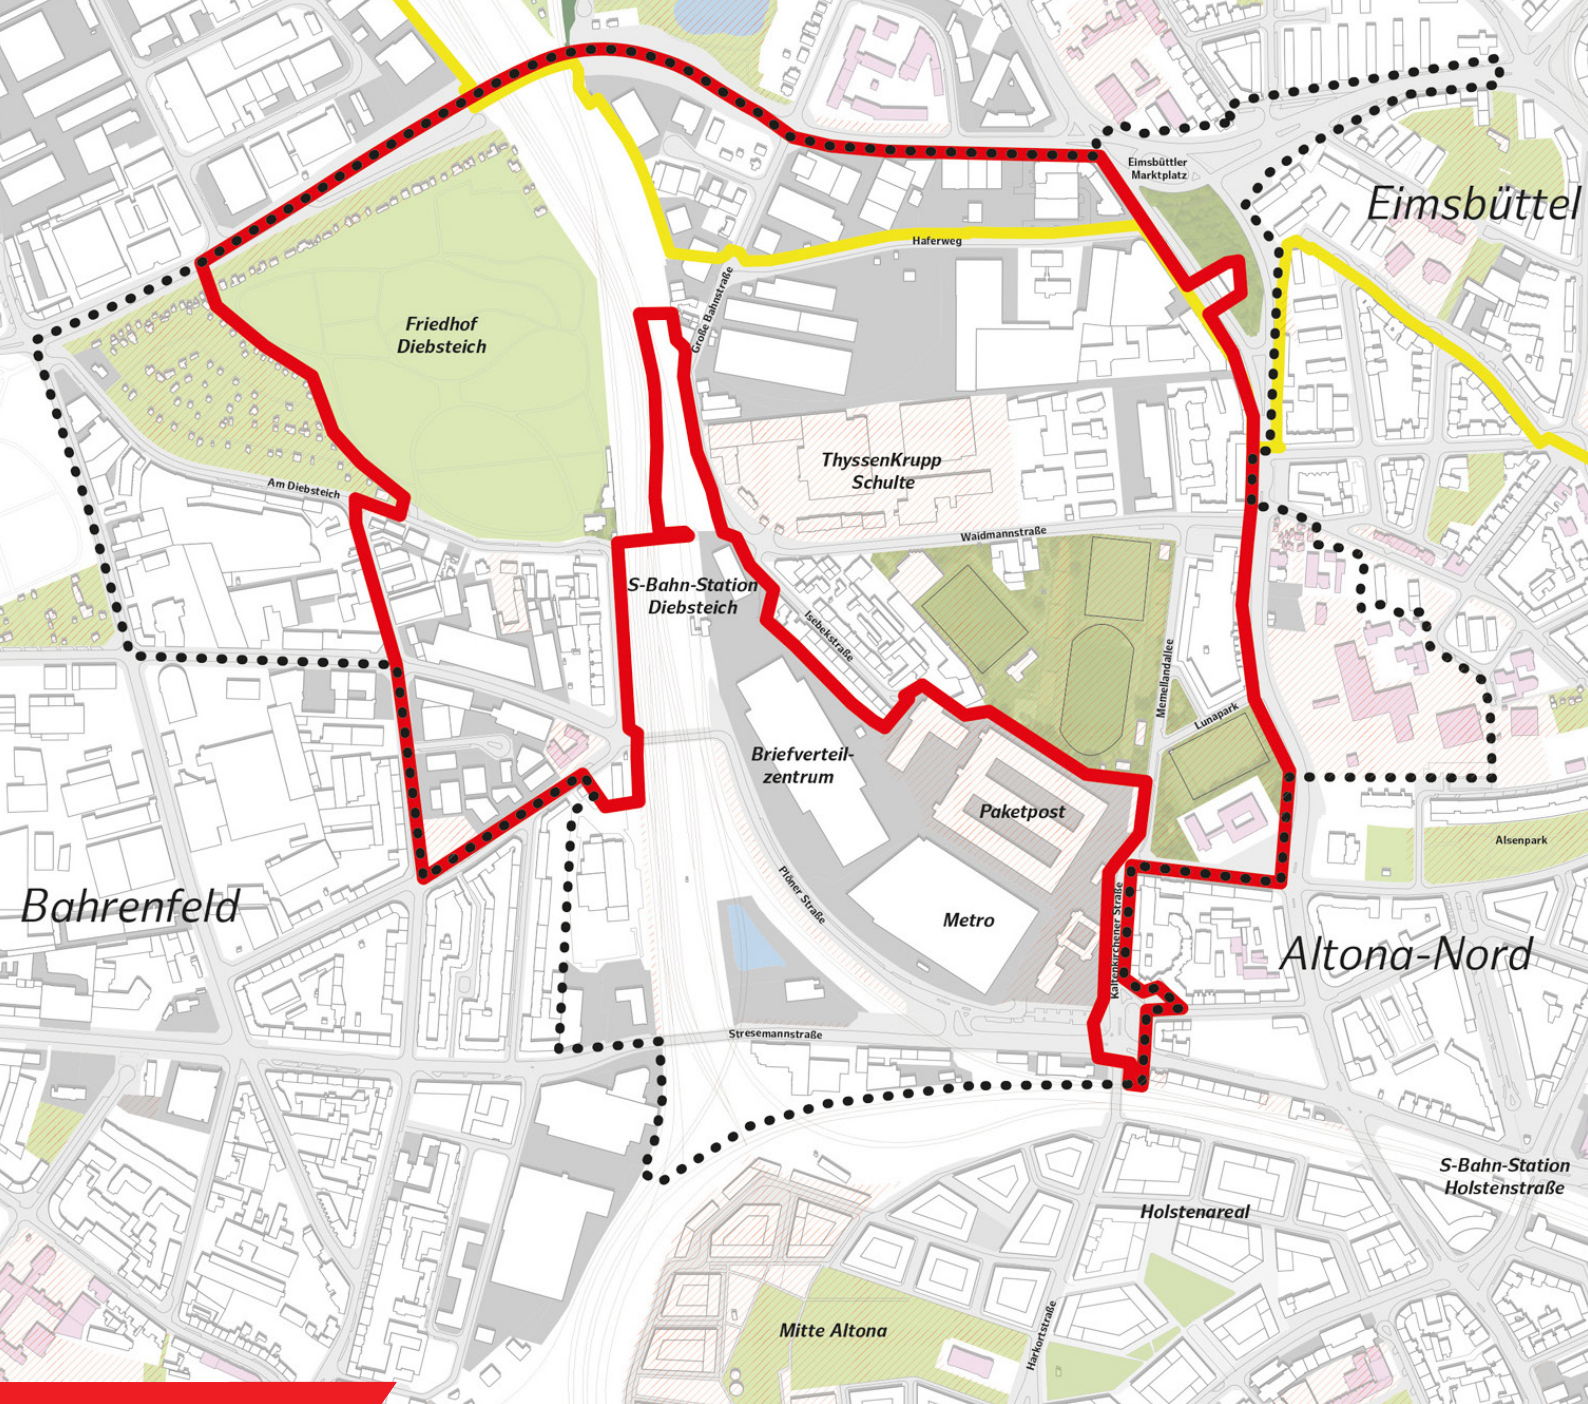 Eimsbüttler
Marktplatz
Eimsbüttel
Haferweg
Große Bahnstraße
Friedhof
Diebsteich
ThyssenKrupp
Schulte
Am Diebsteich
Waidmannstraße
S-Bahn-Station
Diebsteich
Isebekstraße
Memellandallee
Lunapark
Briefverteil-
zentrum
Paketpost
Alsenpark
Plöner Straße
Bahrenfeld
Metro
Kaltenkirchener Straße
Altona-Nord
Stresemannstraße
S-Bahn-Station
Holstenstraße
Holstenareal
Mitte Altona
Harkortstraße